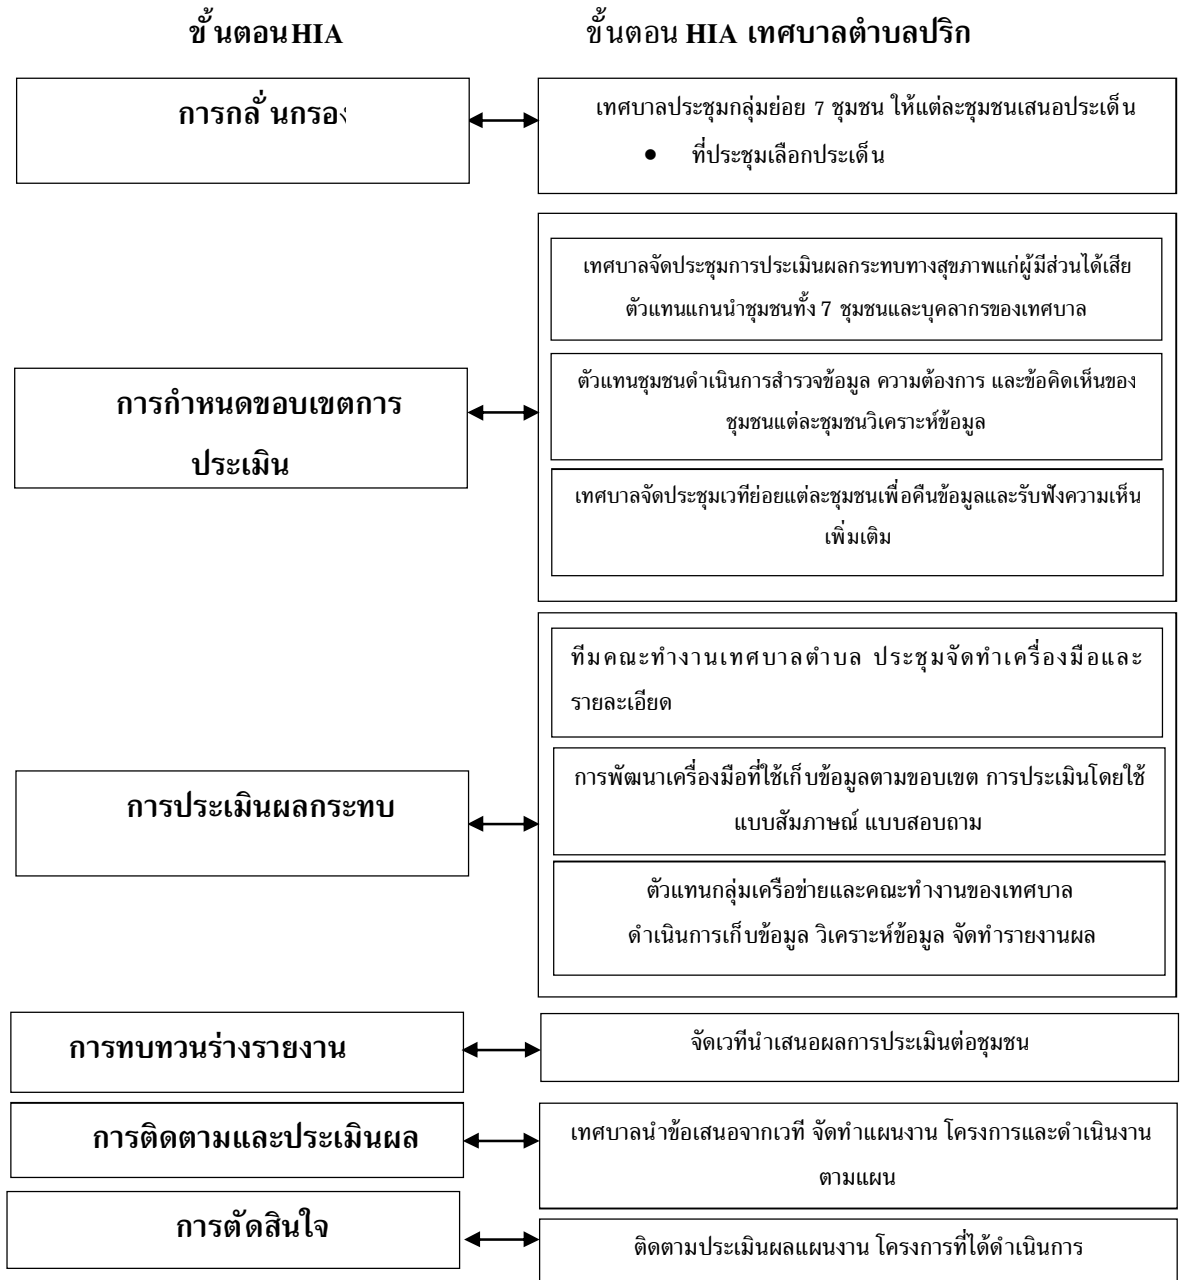 ขั้นตอนHIA
ขั้นตอน HIA เทศบาลตำบลปริก
การกลั่นกรอง
เทศบาลประชุมกลุ่มย่อย 7 ชุมชน ให้แต่ละชุมชนเสนอประเด็น
• ที่ประชุมเลือกประเด็น
เทศบาลจัดประชุมการประเมินผลกระทบทางสุขภาพแก่ผู้มีส่วนได้เสีย
ตัวแทนแกนนำชุมชนทั้ง 7 ชุมชนและบุคลากรของเทศบาล
การกำหนดขอบเขตการ
ประเมิน
ตัวแทนชุมชนดำเนินการสำรวจข้อมูล ความต้องการ และข้อคิดเห็นของ
ชุมชนแต่ละชุมชนวิเคราะห์ข้อมูล
เทศบาลจัดประชุมเวทีย่อยแต่ละชุมชนเพื่อคืนข้อมูลและรับฟังความเห็น
เพิ่มเติม
ทีมคณะทำงานเทศบาลตำบล ประชุมจัดทำเครื่องมือและ
รายละเอียด
การประเมินผลกระทบ
การพัฒนาเครื่องมือที่ใช้เก็บข้อมูลตามขอบเขต การประเมินโดยใช้
แบบสัมภาษณ์ แบบสอบถาม
ตัวแทนกลุ่มเครือข่ายและคณะทำงานของเทศบาล
ดำเนินการเก็บข้อมูล วิเคราะห์ข้อมูล จัดทำรายงานผล
การทบทวนร่างรายงาน
จัดเวทีนำเสนอผลการประเมินต่อชุมชน
การติดตามและประเมินผล
เทศบาลนำข้อเสนอจากเวที จัดทำแผนงาน โครงการและดำเนินงาน
ตามแผน
การตัดสินใจ
ติดตามประเมินผลแผนงาน โครงการที่ได้ดำเนินการ